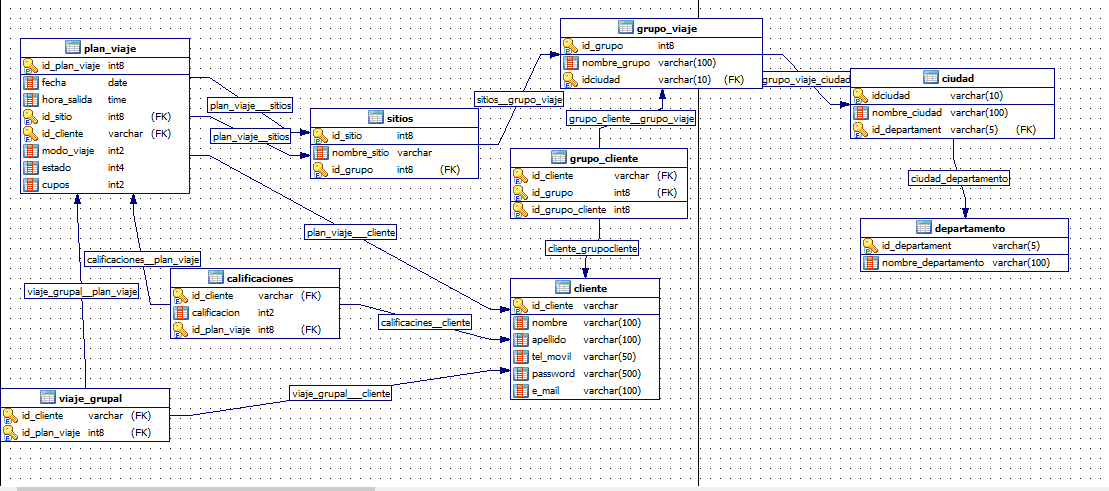 plan_viaje
id_plan_viaje int8
fecha date
hora_salida time
id_sitio int8 (FK)
id_cliente varchar (FK)
modo_viaje int2
estado int4
cupos int2
plan_viaje__sitios
plan_viaje__sitios
sitios
id_sitio int8
nombre_sitio varchar
id_grupo int8 (FK)
sitios__grupo_viaje
grupo_viaje
id_grupo int8
nombre_grupo varchar(100)
idciudad varchar(10) (FK)
grupo_viaje_ciudad
ciudad
idciudad varchar(10)
nombre_ciudad varchar(100)
id_departament varchar(5) (FK)
grupo_cliente__grupo_viaje
grupo_cliente
id_cliente varchar (FK)
id_grupo int8 (FK)
id_grupo_cliente int8
ciudad_departamento
departamento
id_departament varchar(5)
nombre_departamento varchar(100)
plan_viaje__cliente
cliente_grupocliente
calificaciones__plan_viaje
viaje_grupal__plan_viaje
calificaciones
id_cliente varchar (FK)
calificacion int2
id_plan_viaje int8 (FK)
calificacines__cliente
cliente
id_cliente varchar
nombre varchar(100)
apellido varchar(100)
tel_movil varchar(50)
password varchar(500)
e_mail varchar(100)
viaje_grupal__cliente
viaje_grupal
id_cliente varchar (FK)
id_plan_viaje int8 (FK)